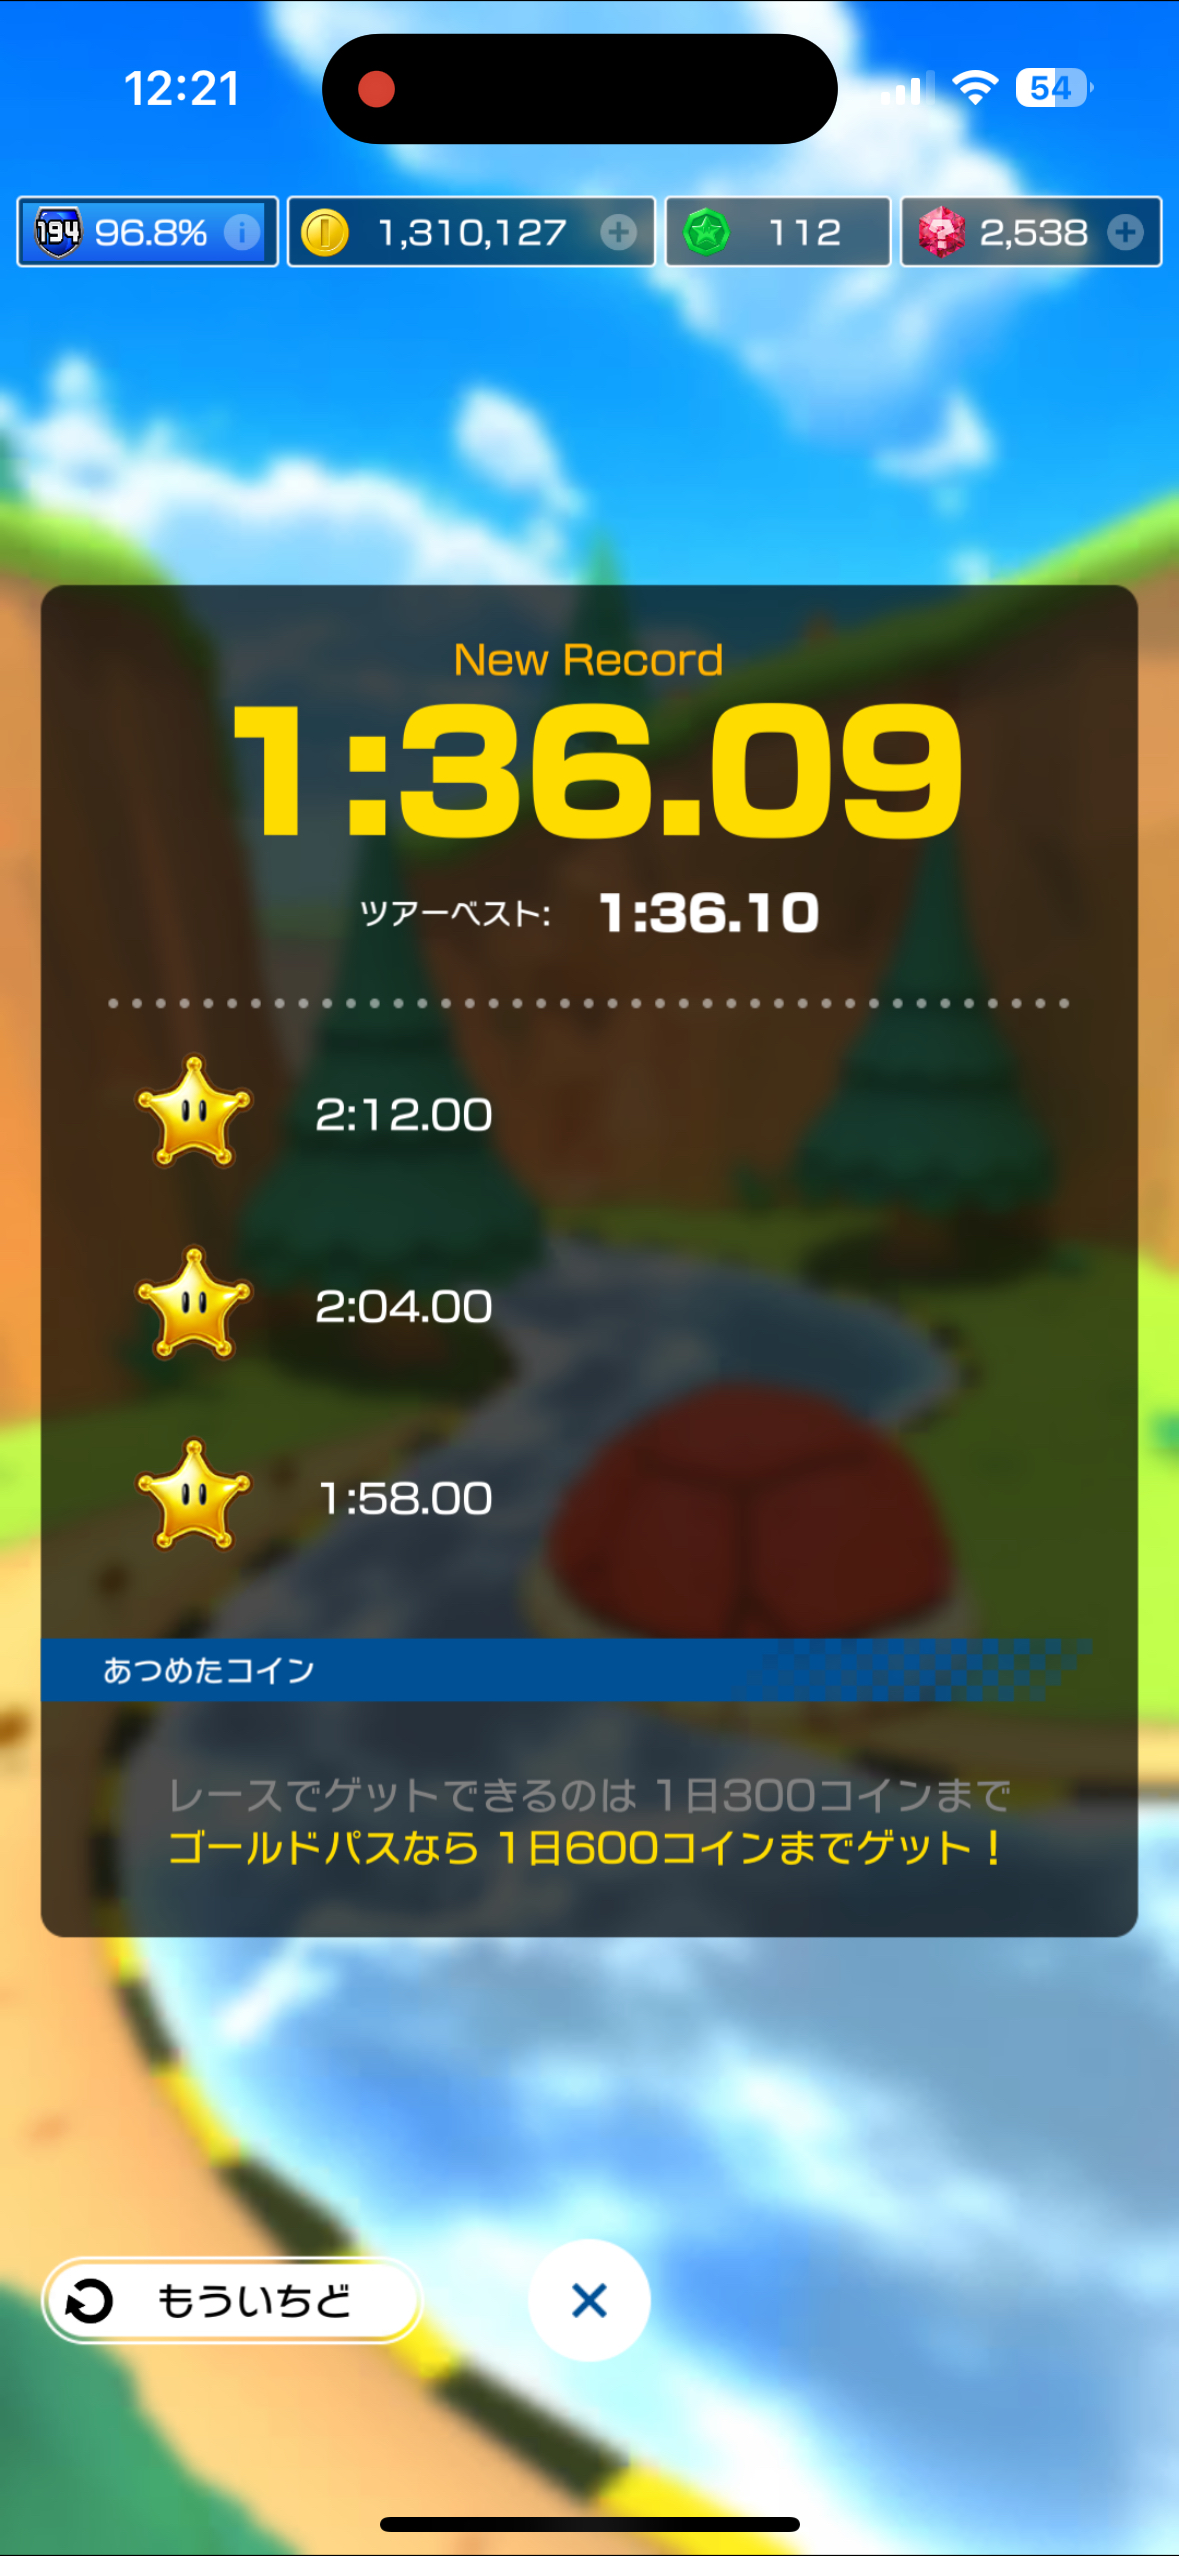 12:21
54
194 96.8% 1,310,127 112 2,538
New Record
1:36.09
ツアーベスト: 1:36.10
2:12.00
2:04.00
1:58.00
あつめたコイン
レースでゲットできるのは 1日300コインまで
ゴールドパスなら 1日600コインまでゲット！
もういちど